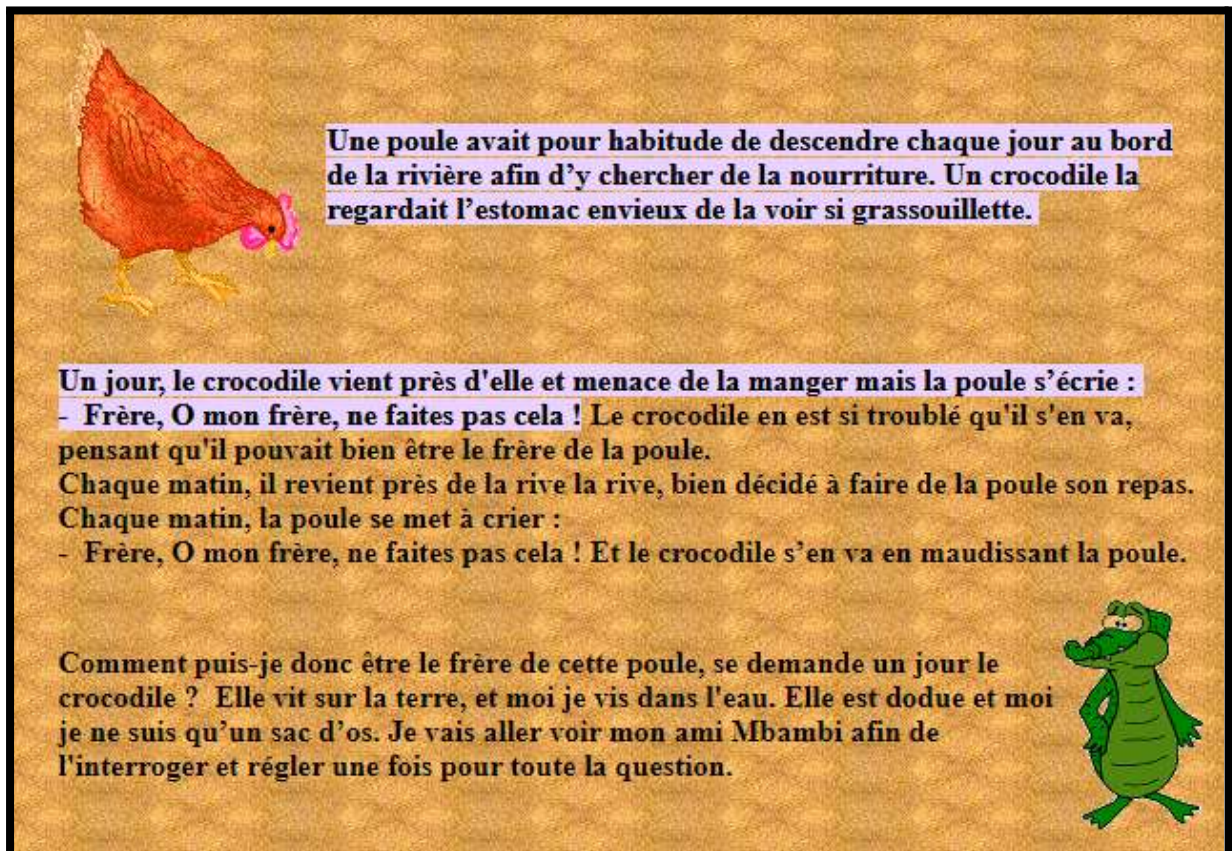 Une poule avait pour habitude de descendre chaque jour au bord
de la rivière afin d’y chercher de la nourriture. Un crocodile la
regardait l’estomac envieux de la voir si grassouillette.
Un jour, le crocodile vient près d'elle et menace de la manger mais la poule s’écrie :
- Frère, O mon frère, ne faites pas cela ! Le crocodile en est si troublé qu'il s'en va,
pensant qu'il pouvait bien être le frère de la poule.
Chaque matin, il revient près de la rive la rive, bien décidé à faire de la poule son repas.
Chaque matin, la poule se met à crier :
- Frère, O mon frère, ne faites pas cela ! Et le crocodile s’en va en maudissant la poule.
Comment puis-je donc être le frère de cette poule, se demande un jour le
crocodile ? Elle vit sur la terre, et moi je vis dans l'eau. Elle est dodue et moi
je ne suis qu’un sac d’os. Je vais aller voir mon ami Mbambi afin de
l'interroger et régler une fois pour toute la question.